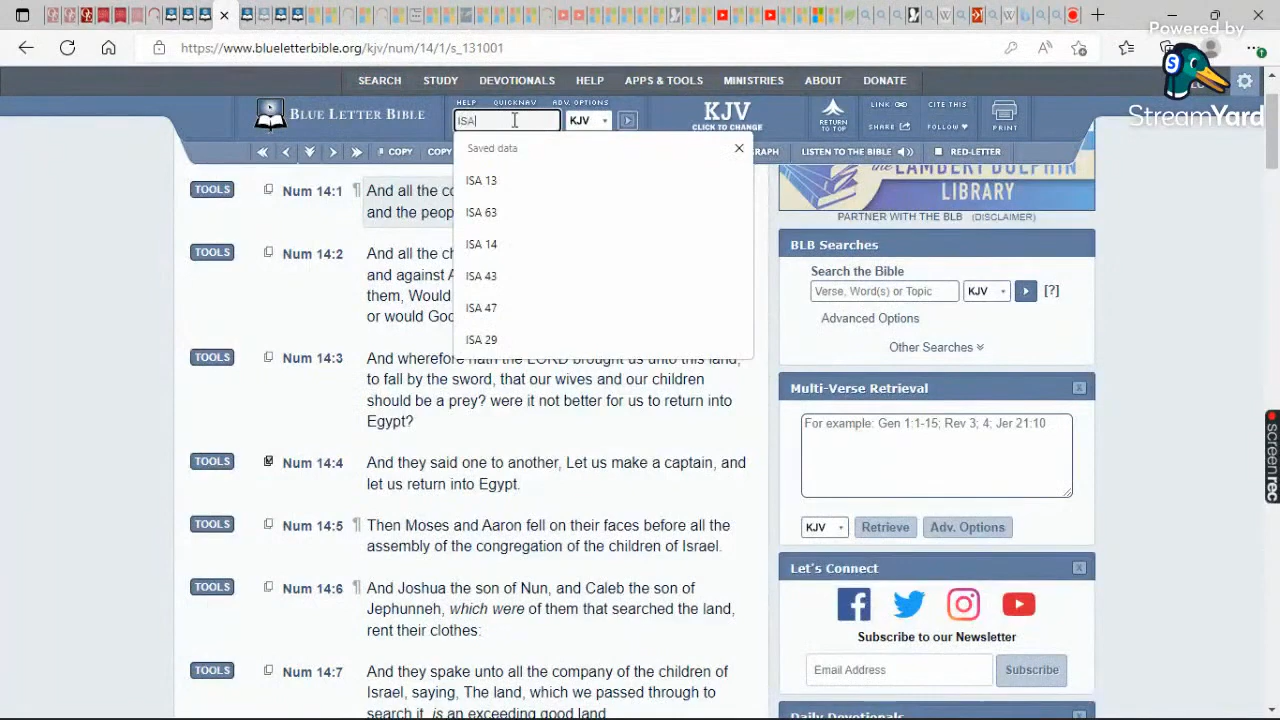 Powered by
StreamYard
https://www.blueletterbible.org/kjv/num/14/1/s_131001
SEARCH STUDY DEVOTIONALS HELP APPS & TOOLS MINISTRIES ABOUT DONATE
BLUE LETTER BIBLE
HELP QUICKNAV ADV. OPTIONS
ISA KJV
KJV
CLICK TO CHANGE
RETURN
TO TOP
LINK CITE THIS
SHARE FOLLOW
PRINT
COPY COPY
LISTEN TO THE BIBLE RED-LETTER
Saved data
ISA 13
ISA 63
ISA 14
ISA 43
ISA 47
ISA 29
TOOLS Num 14:1 ¶ And all the co
and the peop
TOOLS Num 14:2 And all the ch
and against A
them, Would
or would Goo
TOOLS Num 14:3 And wherefore hath the LORD brought us unto this land,
to fall by the sword, that our wives and our children
should be a prey? were it not better for us to return into
Egypt?
TOOLS Num 14:4 And they said one to another, Let us make a captain, and
let us return into Egypt.
TOOLS Num 14:5 ¶ Then Moses and Aaron fell on their faces before all the
assembly of the congregation of the children of Israel.
TOOLS Num 14:6 ¶ And Joshua the son of Nun, and Caleb the son of
Jephunneh, which were of them that searched the land,
rent their clothes:
TOOLS Num 14:7 And they spake unto all the company of the children of
Israel, saying, The land, which we passed through to
search it, is an exceeding good land.
the LAMBERT DOLPHIN
LIBRARY
PARTNER WITH THE BLB (DISCLAIMER)
BLB Searches
Search the Bible
Verse, Word(s) or Topic KJV [?]
Advanced Options
Other Searches
Multi-Verse Retrieval X
For example: Gen 1:1-15; Rev 3; 4; Jer 21:10
KJV Retrieve Adv. Options
Let's Connect X
Subscribe to our Newsletter
Email Address Subscribe
Daily Devotionals X
screenrec